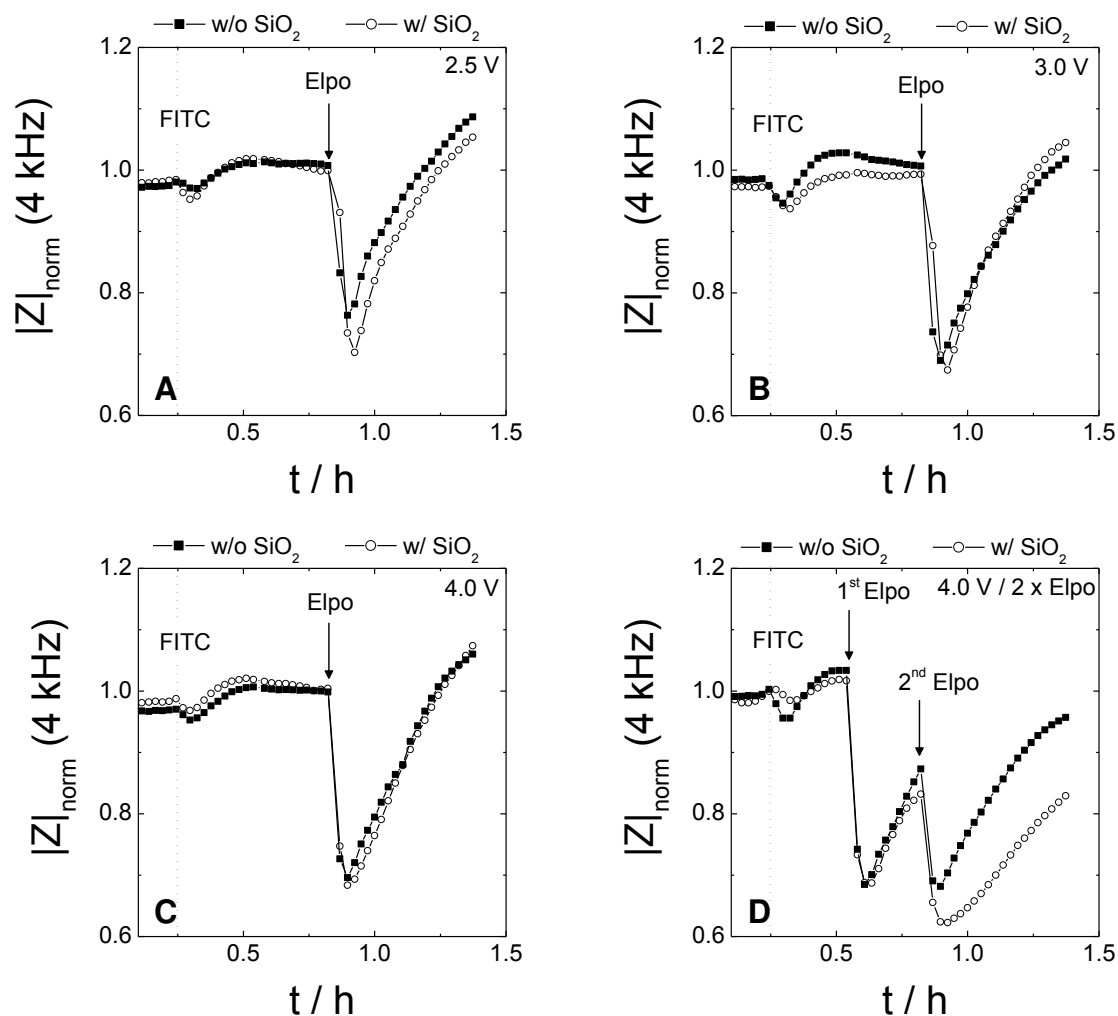 w/o SiO₂ w/ SiO₂
1.2
2.5 V
Elpo
FITC
1.0
0.8
0.6
A
0.5 1.0 1.5
|Z|norm (4 kHz)
t / h
w/o SiO₂ w/ SiO₂
1.2
3.0 V
Elpo
FITC
1.0
0.8
0.6
B
0.5 1.0 1.5
|Z|norm (4 kHz)
t / h
w/o SiO₂ w/ SiO₂
1.2
4.0 V
Elpo
FITC
1.0
0.8
0.6
C
0.5 1.0 1.5
|Z|norm (4 kHz)
t / h
w/o SiO₂ w/ SiO₂
1.2
1st Elpo 4.0 V / 2 x Elpo
FITC
2nd Elpo
1.0
0.8
0.6
D
0.5 1.0 1.5
|Z|norm (4 kHz)
t / h